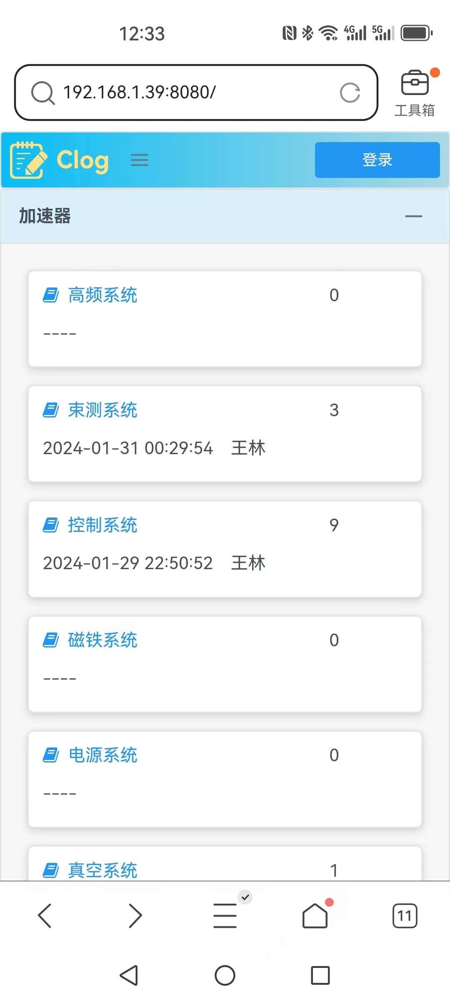 12:33
4G 5G
192.168.1.39:8080/
工具箱
Clog
登录
加速器
高频系统 0
----
束测系统 3
2024-01-31 00:29:54 王林
控制系统 9
2024-01-29 22:50:52 王林
磁铁系统 0
----
电源系统 0
----
真空系统 1
11